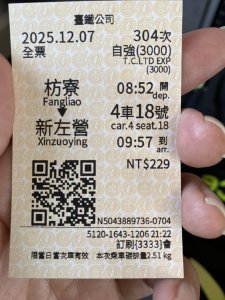 臺鐵公司
2025.12.07 304次
全票 自強(3000)
T.C.LTD EXP
(3000)
枋寮 08:52 開
Fangliao dep.
4車18號
car.4 seat.18
新左營 09:57 到
Xinzuoying arr.
NT$229
N5043889736-0704
5120-1643-1206 21:22
訂刷{3333}會
限當日當次車有效 本次乘車碳排量2.51 kg